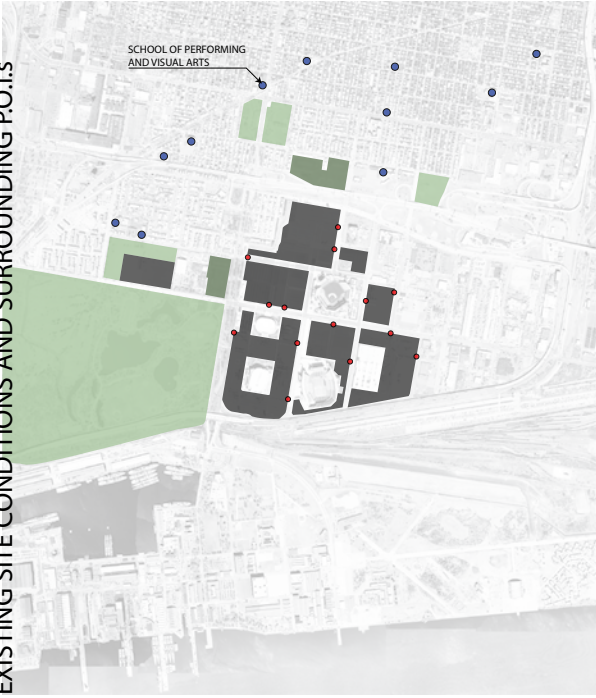 SCHOOL OF PERFORMING
AND VISUAL ARTS
EXISTING SITE CONDITIONS AND SURROUNDING P.O.I.s